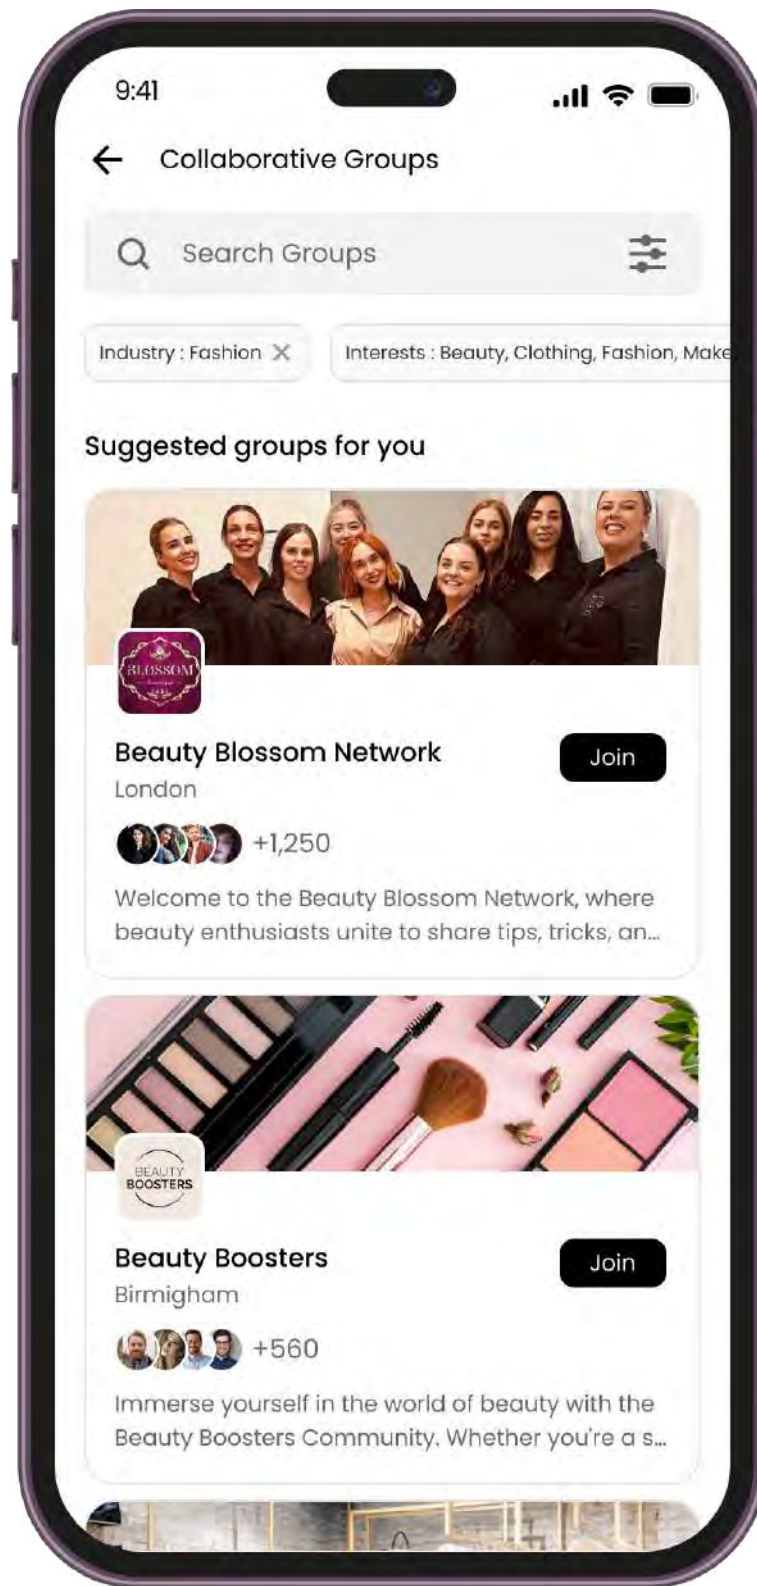 9:41
Collaborative Groups
Search Groups
Industry : Fashion
Interests : Beauty, Clothing, Fashion, Make
Suggested groups for you
BLOSSOM
Beauty Blossom Network
Join
London
+1,250
Welcome to the Beauty Blossom Network, where
beauty enthusiasts unite to share tips, tricks, an...
BEAUTY
BOOSTERS
Beauty Boosters
Join
Birmigham
+560
Immerse yourself in the world of beauty with the
Beauty Boosters Community. Whether you're a s...